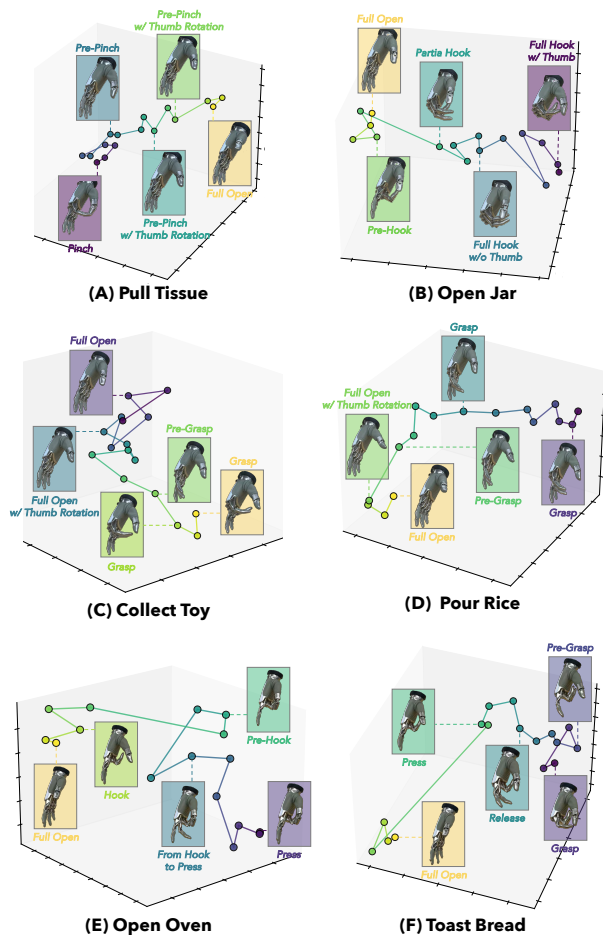 Pre-Pinch
w/ Thumb Rotation
Pre-Pinch
Full Open
Pre-Pinch
w/ Thumb Rotation
Pinch
(A) Pull Tissue
Full Open
Partia Hook
Full Hook
w/ Thumb
Pre-Hook
Full Hook
w/o Thumb
(B) Open Jar
Full Open
Pre-Grasp
Grasp
Full Open
w/ Thumb Rotation
Grasp
(C) Collect Toy
Grasp
Full Open
w/ Thumb Rotation
Pre-Grasp
Grasp
Full Open
(D) Pour Rice
Pre-Hook
Hook
Full Open
From Hook
to Press
Press
(E) Open Oven
Pre-Grasp
Press
Release
Grasp
Full Open
(F) Toast Bread